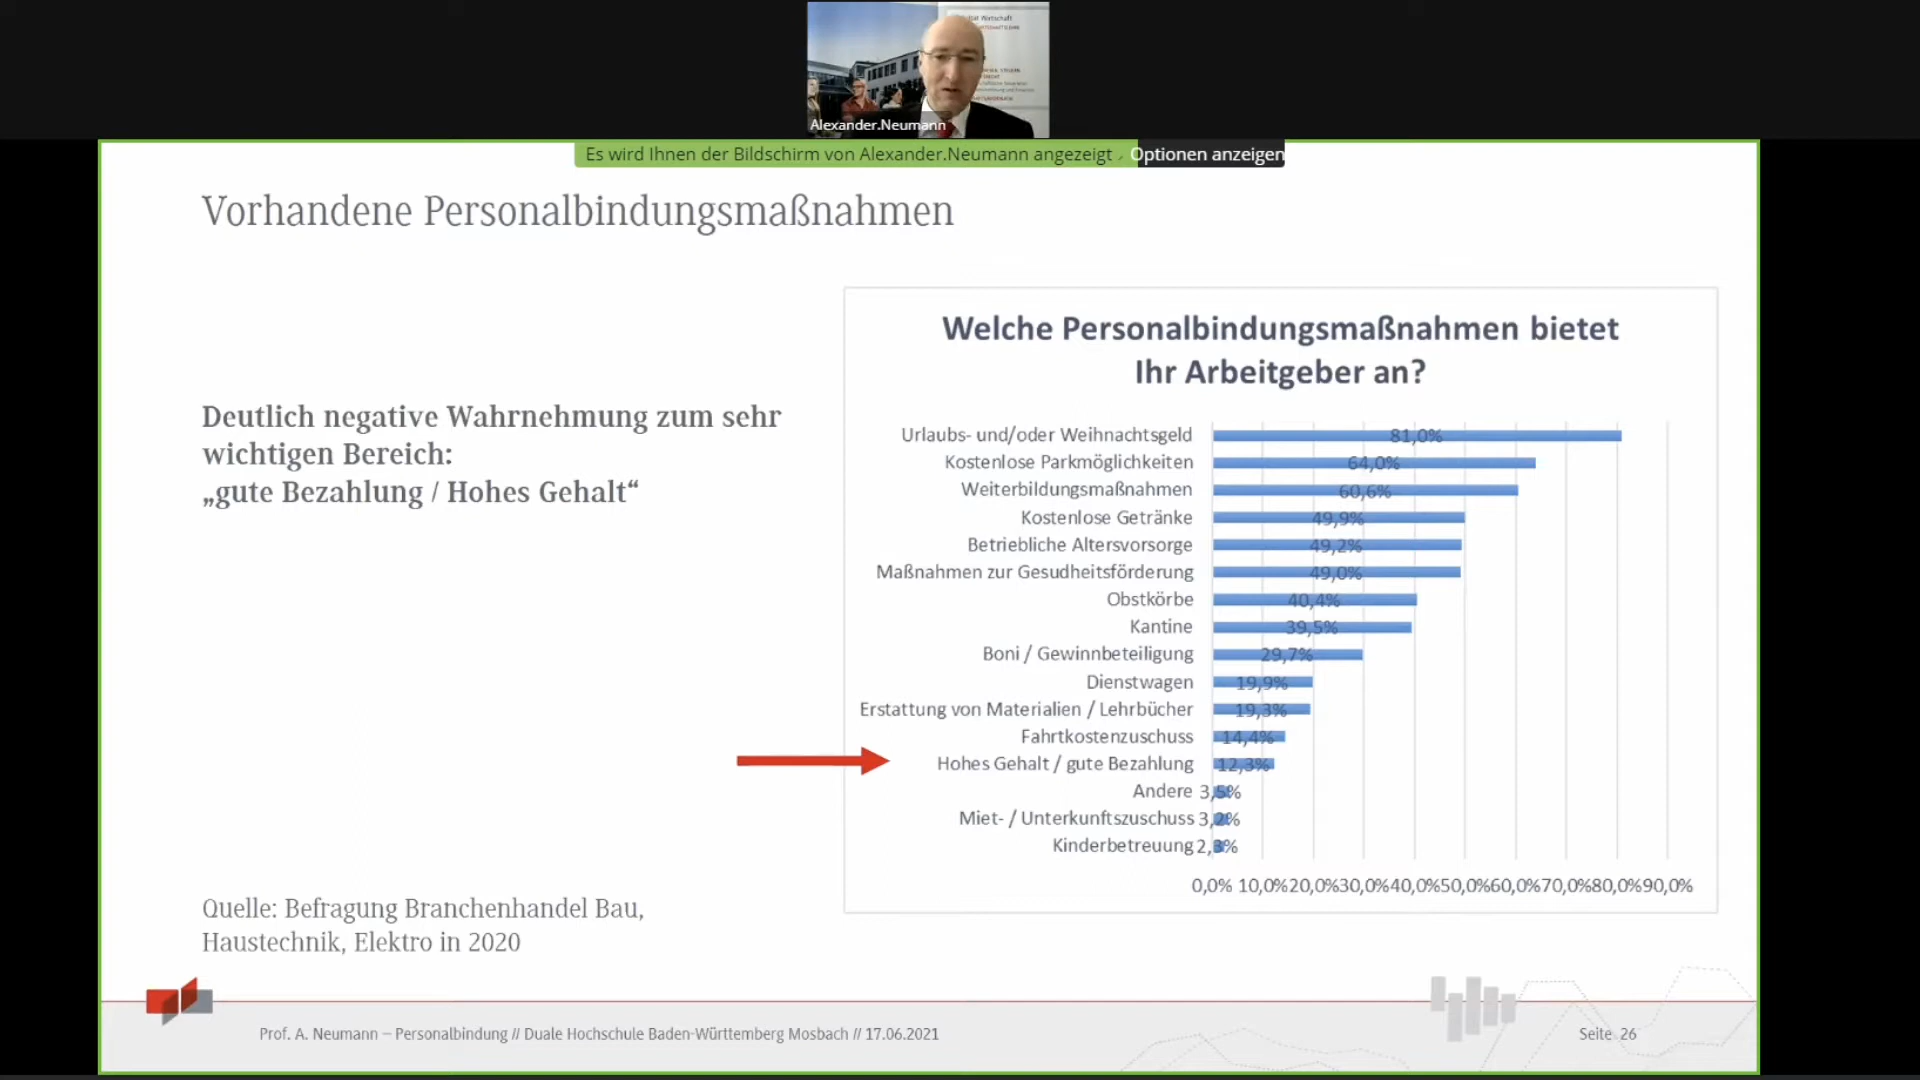 Alexander.Neumann
Es wird Ihnen der Bildschirm von Alexander.Neumann angezeigt
Optionen anzeigen
Vorhandene Personalbindungsmaßnahmen
Deutlich negative Wahrnehmung zum sehr
wichtigen Bereich:
„gute Bezahlung / Hohes Gehalt“
Welche Personalbindungsmaßnahmen bietet
Ihr Arbeitgeber an?
Urlaubs- und/oder Weihnachtsgeld 81,0%
Kostenlose Parkmöglichkeiten 64,0%
Weiterbildungsmaßnahmen 60,6%
Kostenlose Getränke 49,9%
Betriebliche Altersvorsorge 49,2%
Maßnahmen zur Gesudheitsförderung 49,0%
Obstkörbe 40,4%
Kantine 39,5%
Boni / Gewinnbeteiligung 29,7%
Dienstwagen 19,9%
Erstattung von Materialien / Lehrbücher 19,3%
Fahrtkostenzuschuss 14,4%
Hohes Gehalt / gute Bezahlung 12,3%
Andere 3,5%
Miet- / Unterkunftszuschuss 3,2%
Kinderbetreuung 2,3%
0,0% 10,0% 20,0% 30,0% 40,0% 50,0% 60,0% 70,0% 80,0% 90,0%
Quelle: Befragung Branchenhandel Bau,
Haustechnik, Elektro in 2020
Prof. A. Neumann – Personalbindung // Duale Hochschule Baden-Württemberg Mosbach // 17.06.2021
Seite 26